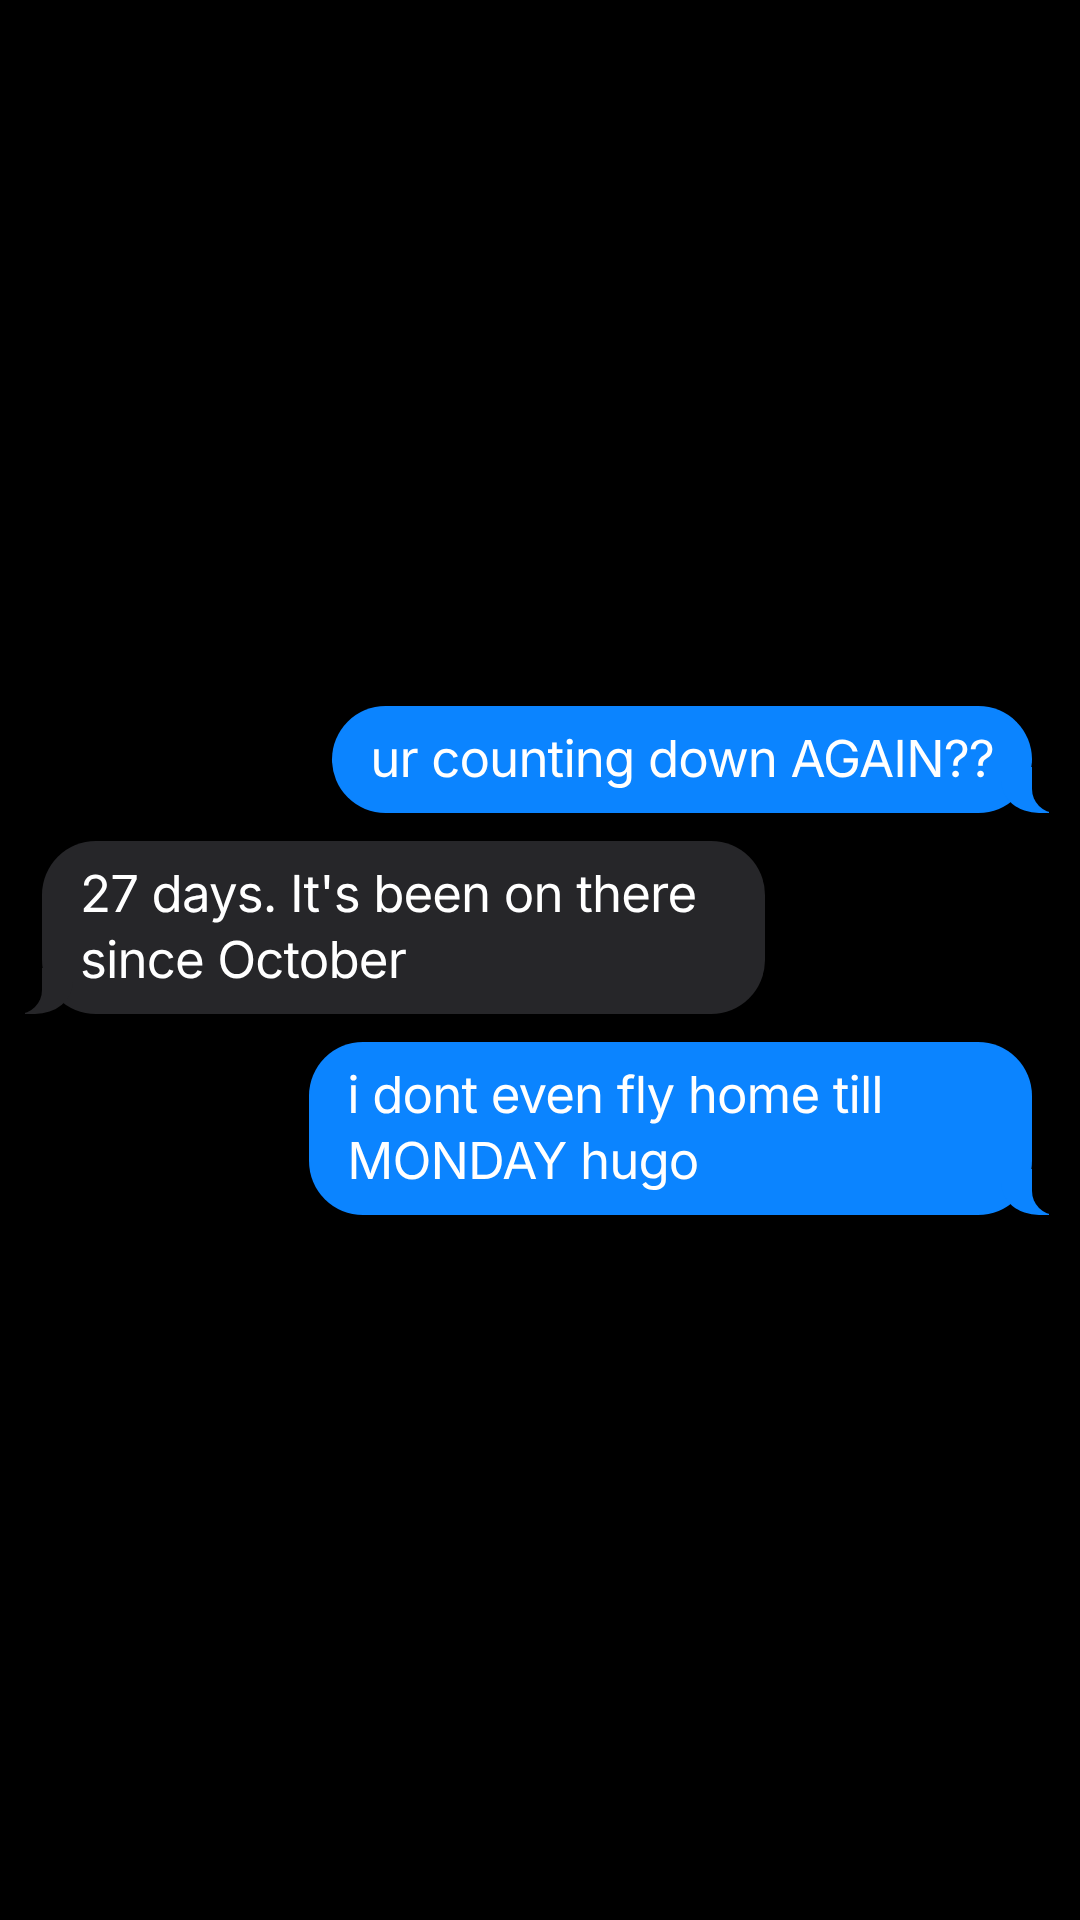 ur counting down AGAIN??
27 days. It's been on there
since October
i dont even fly home till
MONDAY hugo